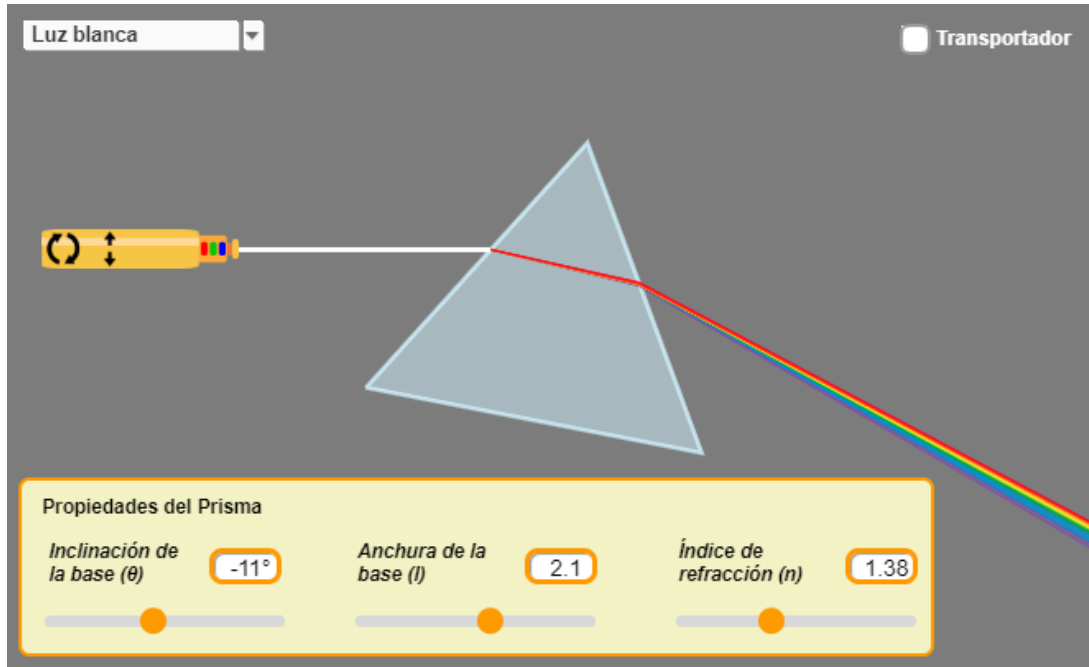 Luz blanca
Transportador
Propiedades del Prisma
Inclinación de
la base (θ)
-11°
Anchura de la
base (l)
2.1
Índice de
refracción (n)
1.38